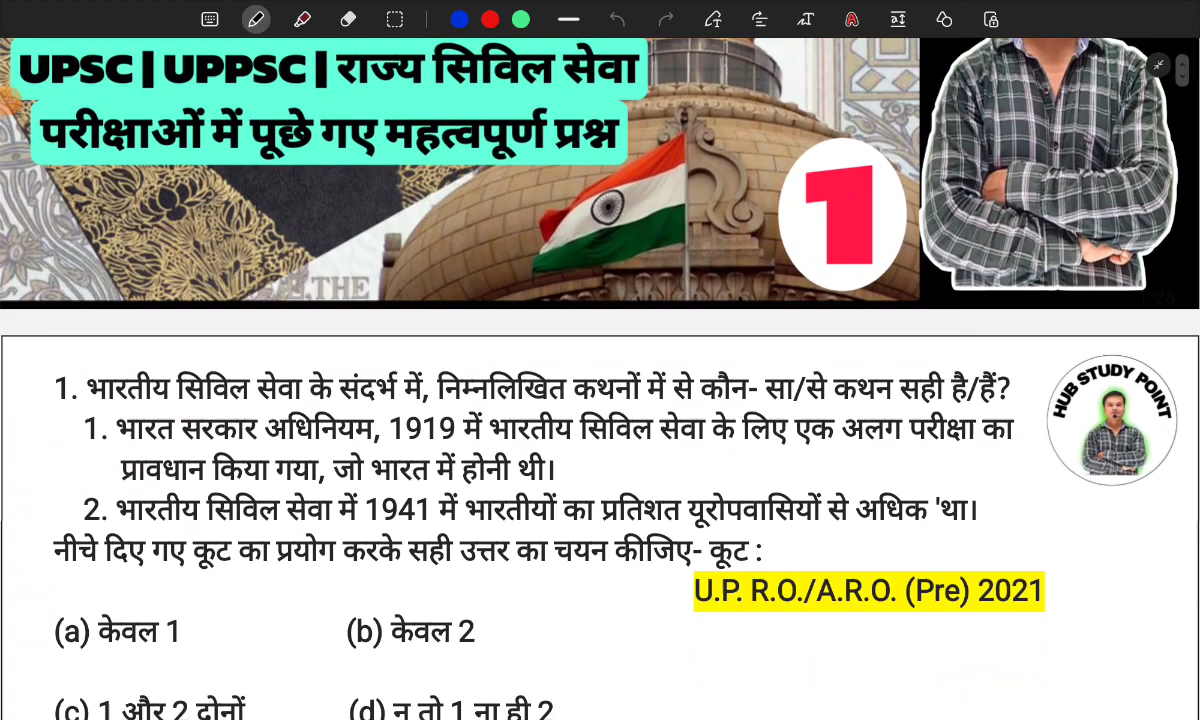 UPSC | UPPSC | राज्य सिविल सेवा
परीक्षाओं में पूछे गए महत्वपूर्ण प्रश्न
1
THE
1. भारतीय सिविल सेवा के संदर्भ में, निम्नलिखित कथनों में से कौन- सा/से कथन सही है/हैं?
1. भारत सरकार अधिनियम, 1919 में भारतीय सिविल सेवा के लिए एक अलग परीक्षा का
प्रावधान किया गया, जो भारत में होनी थी।
2. भारतीय सिविल सेवा में 1941 में भारतीयों का प्रतिशत यूरोपवासियों से अधिक 'था।
नीचे दिए गए कूट का प्रयोग करके सही उत्तर का चयन कीजिए- कूट :
U.P. R.O./A.R.O. (Pre) 2021
(a) केवल 1 (b) केवल 2
(c) 1 और 2 दोनों (d) न तो 1 ना ही 2
HUB STUDY POINT